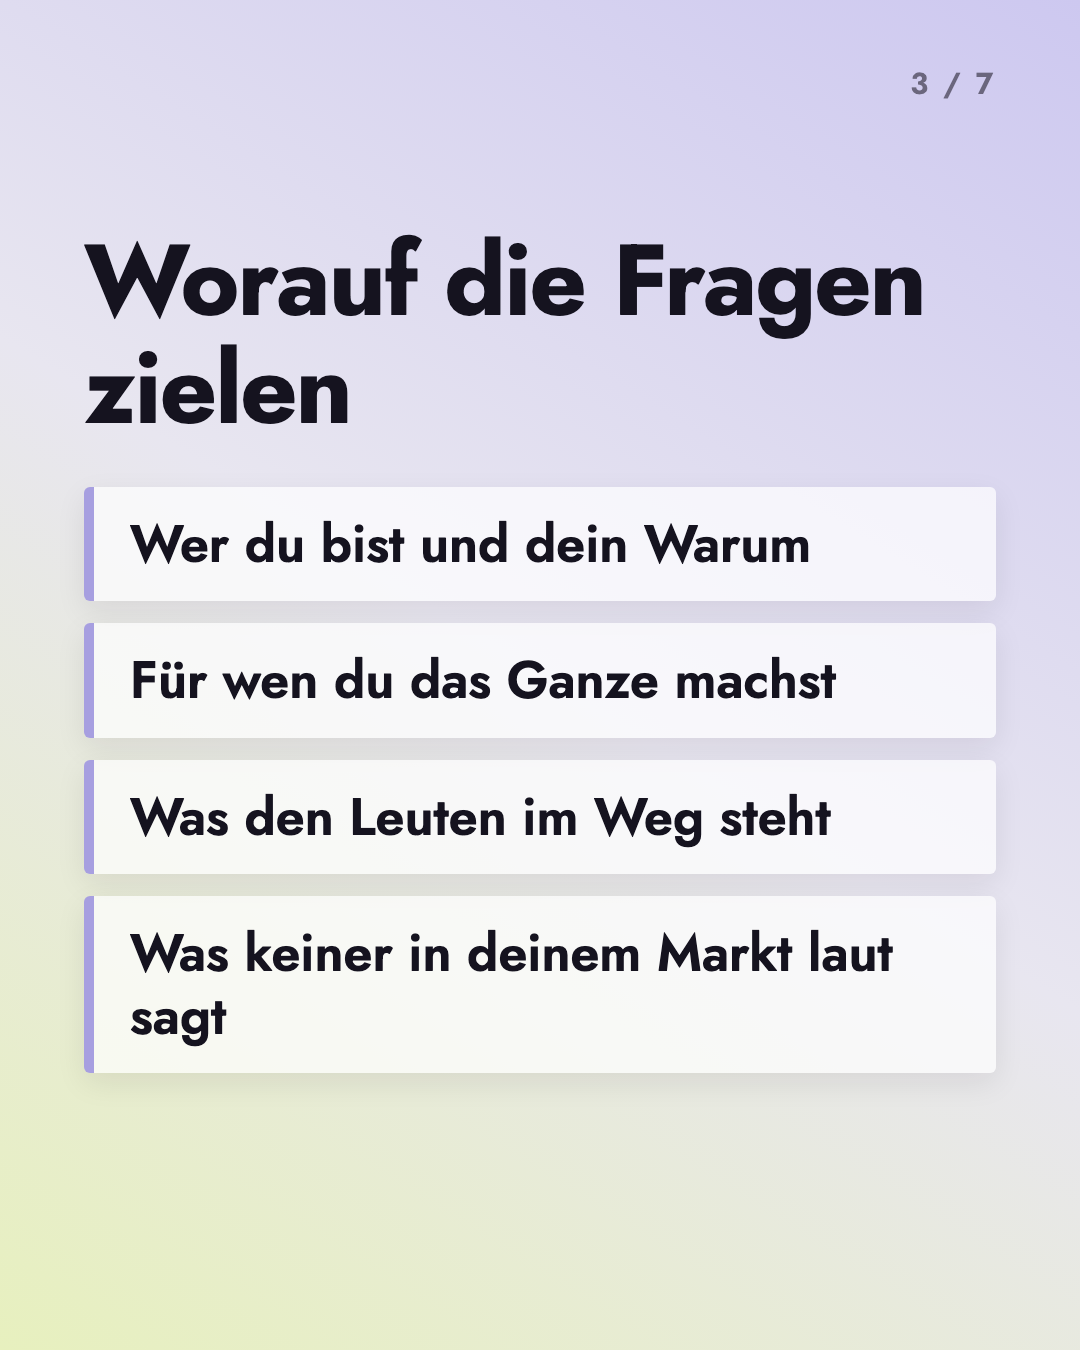 3 / 7
Worauf die Fragen
zielen
Wer du bist und dein Warum
Für wen du das Ganze machst
Was den Leuten im Weg steht
Was keiner in deinem Markt laut
sagt